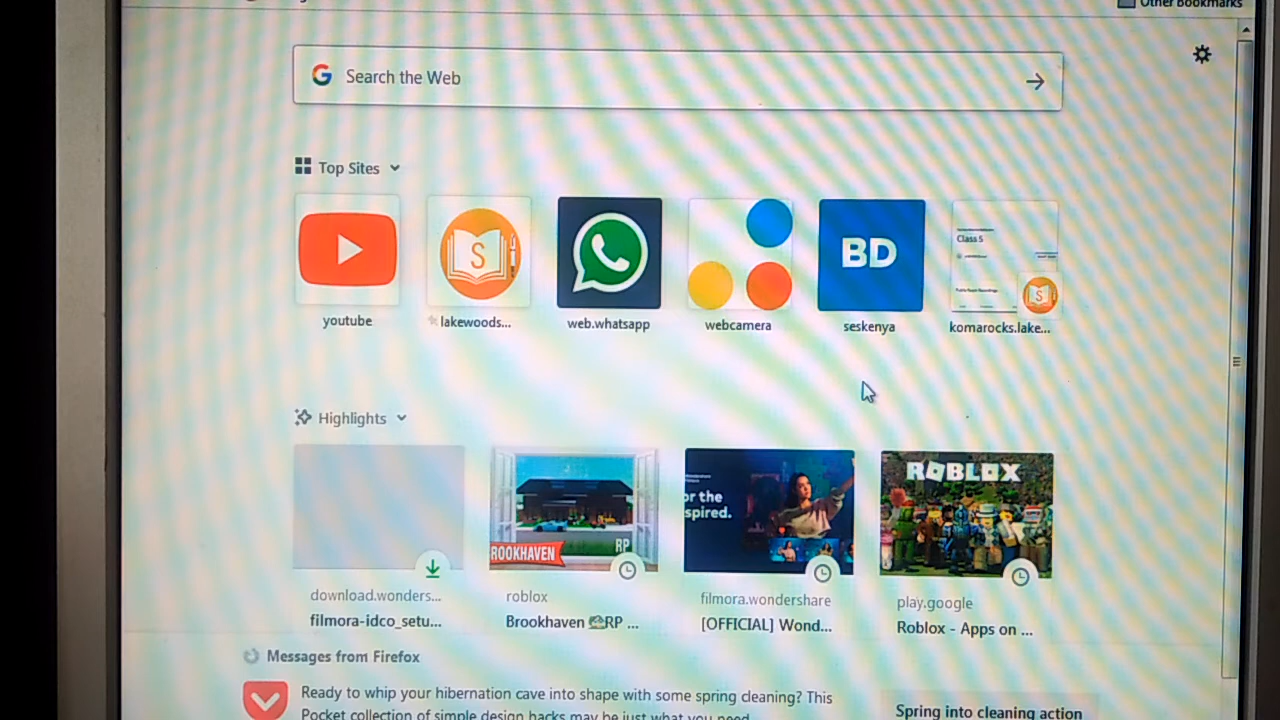 Other Bookmarks
Search the Web
Top Sites
S
BD
Class 5
S
youtube
lakewoods...
web.whatsapp
webcamera
seskenya
komarocks.lake...
Highlights
or the
spired.
ROBLOX
ROOKHAVEN
RP
download.wonders...
roblox
filmora.wondershare
play.google
filmora-idco_setu...
Brookhaven 🏡RP ...
[OFFICIAL] Wond...
Roblox - Apps on ...
Messages from Firefox
Ready to whip your hibernation cave into shape with some spring cleaning? This
Pocket collection of simple design hacks may be just what you need.
Spring into cleaning action